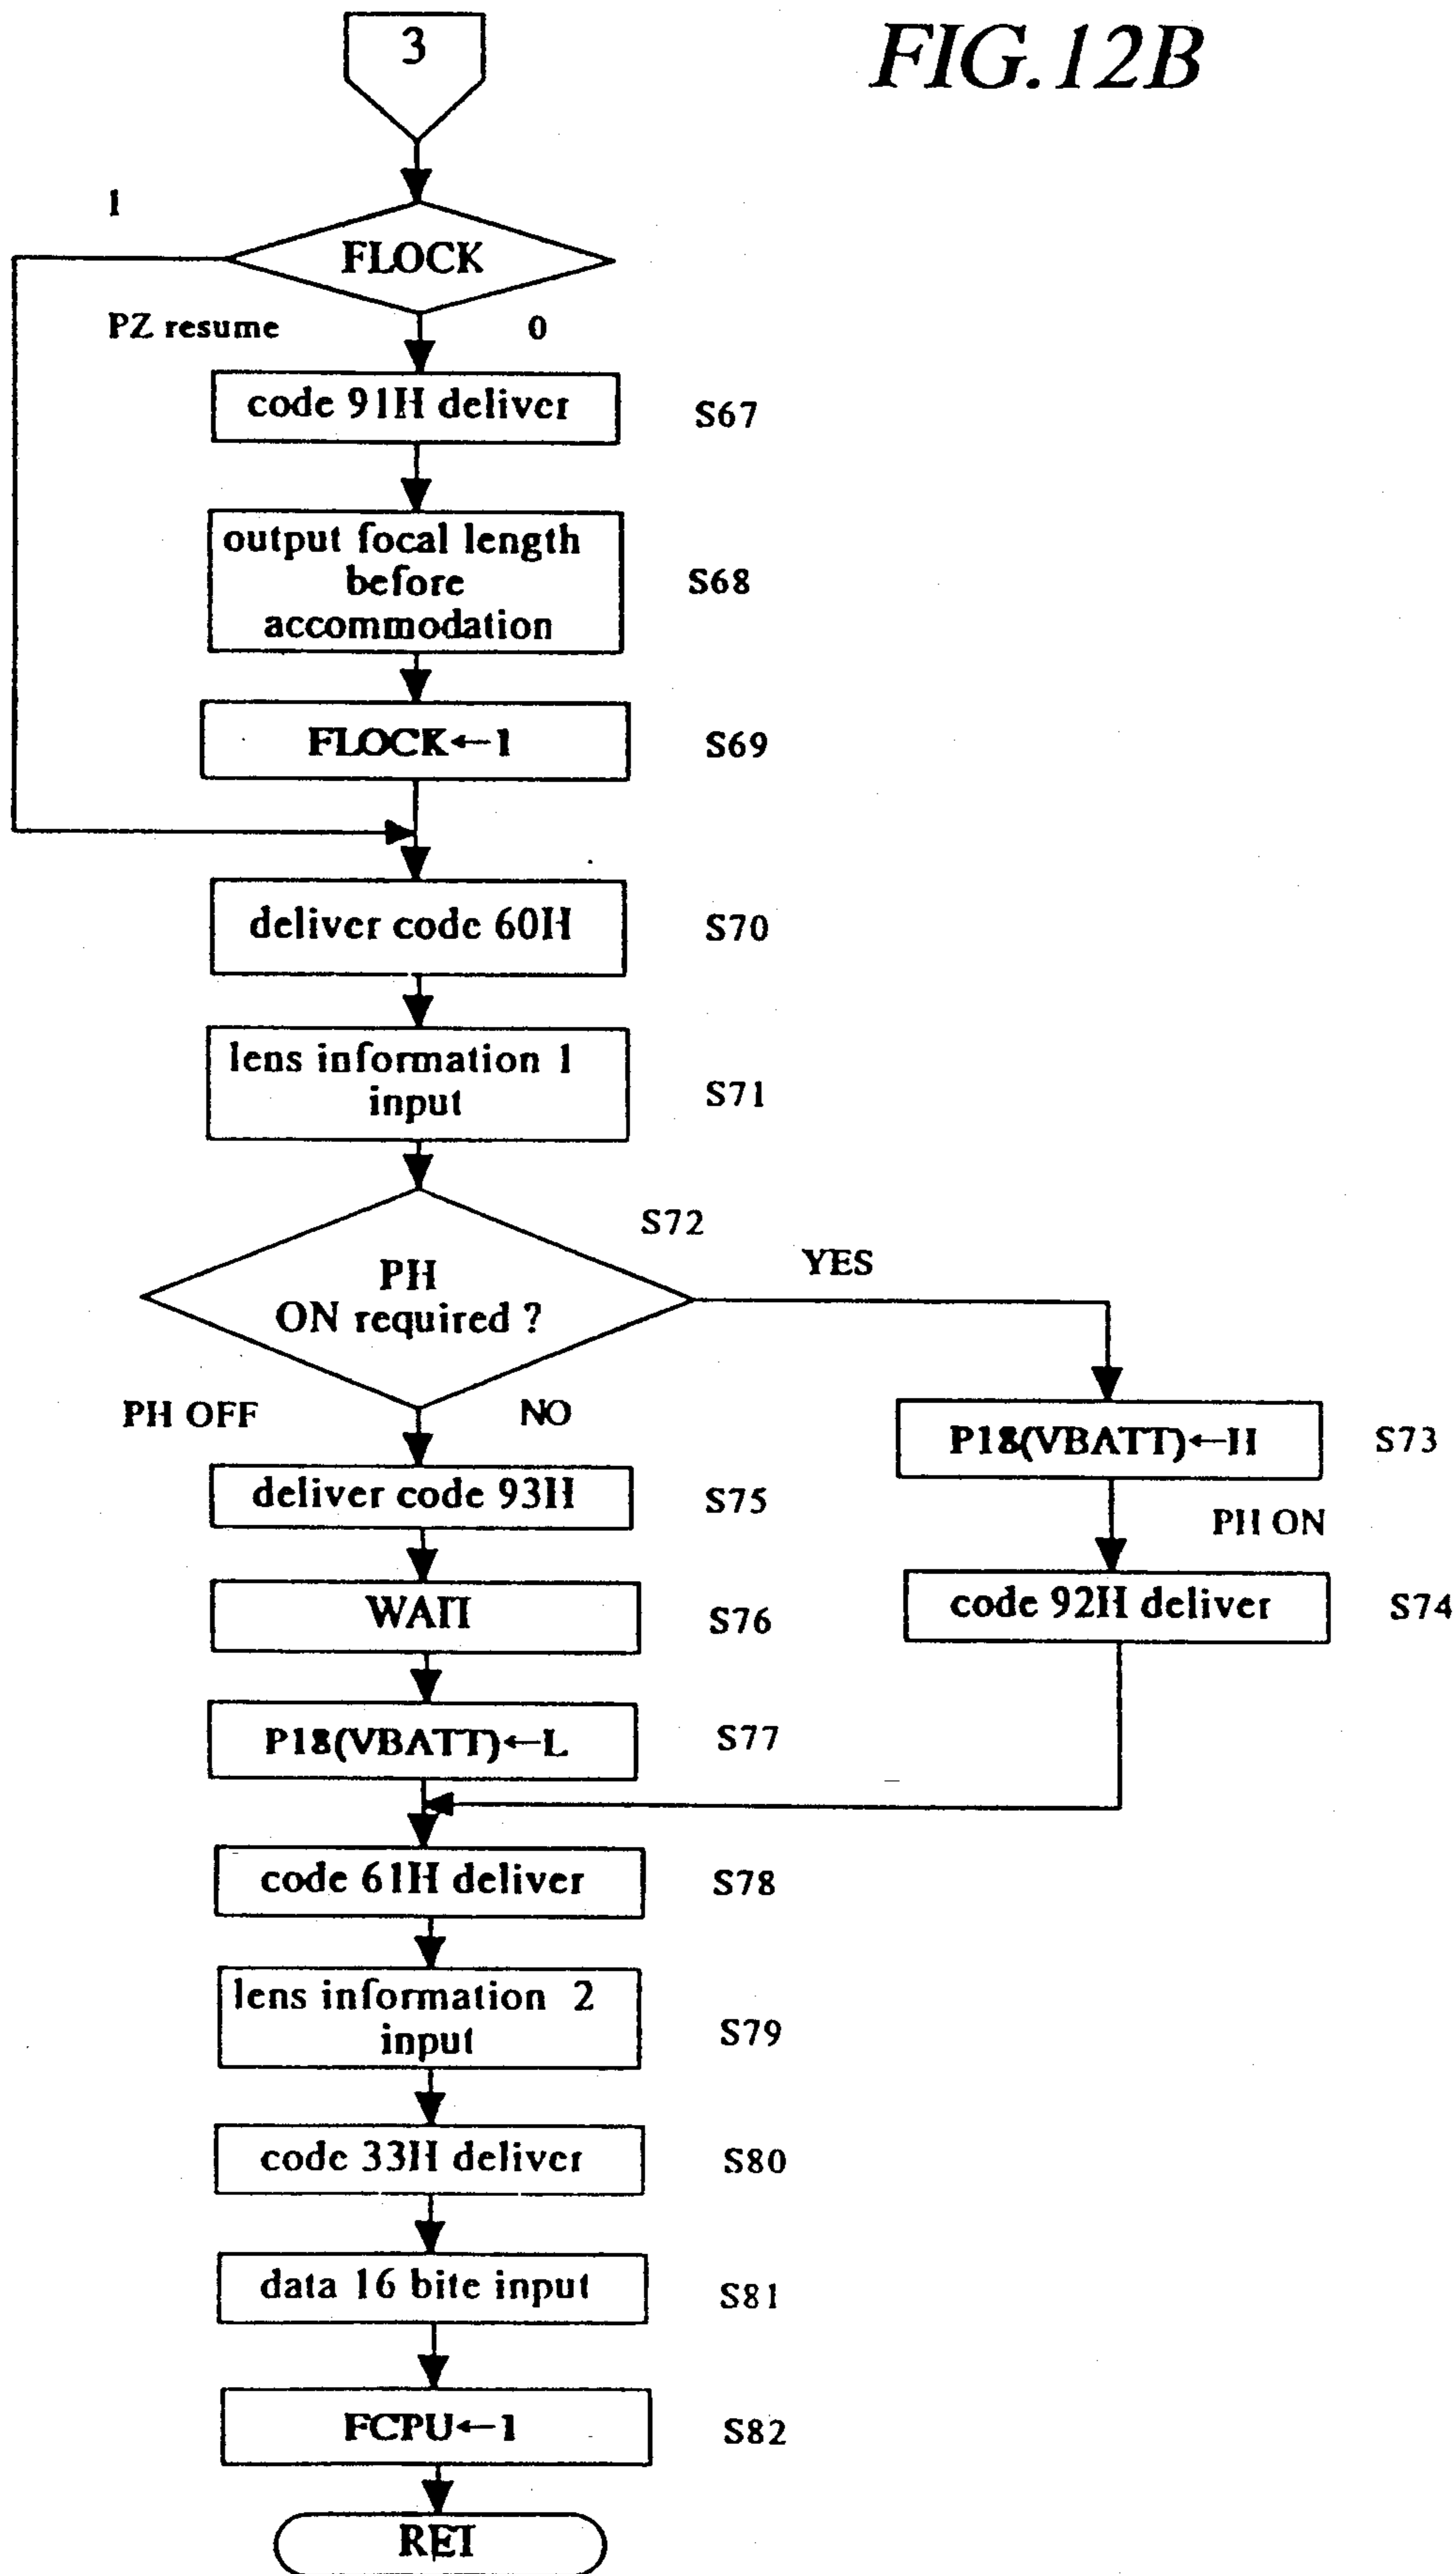 FIG.12B
3
1
FLOCK
PZ resume
0
code 91H deliver
S67
output focal length
before
accommodation
S68
FLOCK←1
S69
deliver code 60H
S70
lens information 1
input
S71
S72
PH
ON required ?
YES
PH OFF
NO
P18(VBATT)←H
S73
PH ON
deliver code 93H
S75
code 92H deliver
S74
WAIT
S76
P18(VBATT)←L
S77
code 61H deliver
S78
lens information 2
input
S79
code 33H deliver
S80
data 16 bite input
S81
FCPU←1
S82
RET